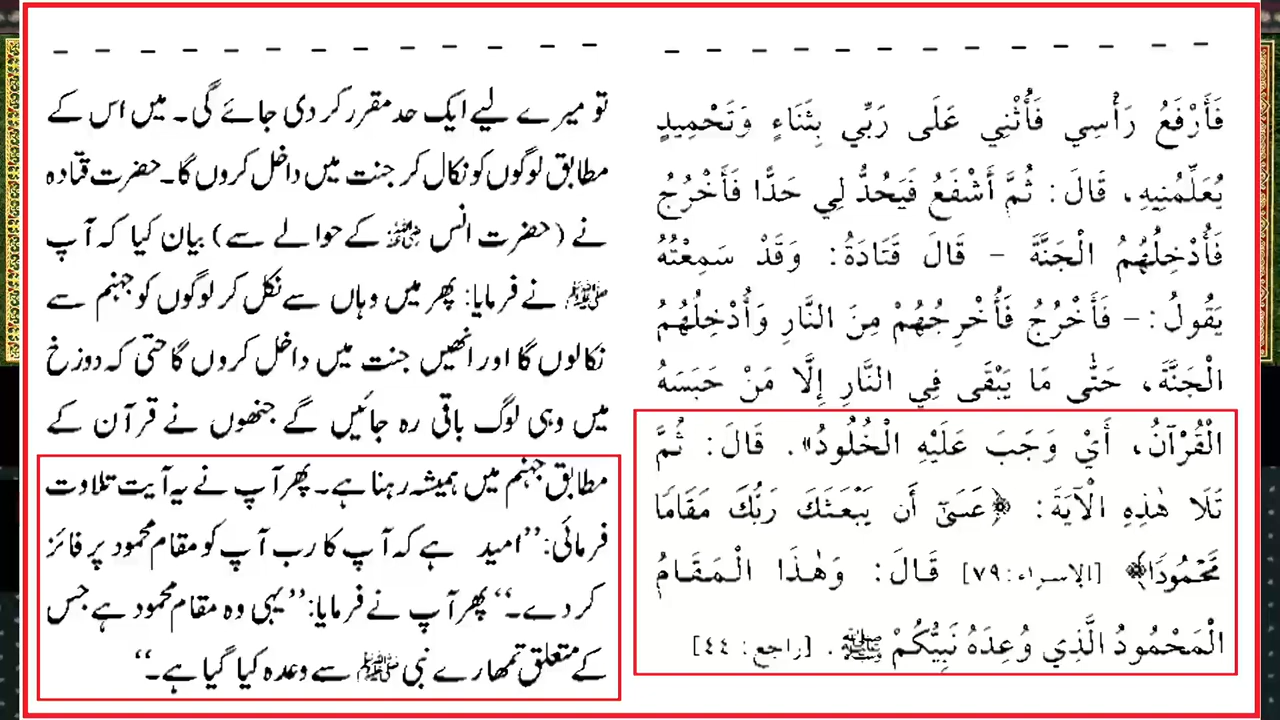 فَأَرْفَعُ رَأْسِي فَأُثْنِي عَلَى رَبِّي بِثَنَاءٍ وَتَحْمِيدٍ
يُعَلِّمُنِيهِ، قَالَ: ثُمَّ أَشْفَعُ فَيَحُدُّ لِي حَدًّا فَأَخْرُجُ
فَأُدْخِلُهُمُ الْجَنَّةَ – قَالَ قَتَادَةُ: وَقَدْ سَمِعْتُهُ
يَقُولُ: – فَأَخْرُجُ فَأُخْرِجُهُمْ مِنَ النَّارِ وَأُدْخِلُهُمُ
الْجَنَّةَ، حَتّٰى مَا يَبْقَى فِي النَّارِ إِلَّا مَنْ حَبَسَهُ
الْقُرْآنُ، أَيْ وَجَبَ عَلَيْهِ الْخُلُودُ». قَالَ: ثُمَّ
تَلَا هٰذِهِ الْآيَةَ: ﴿عَسَىٰٓ أَن يَبْعَثَكَ رَبُّكَ مَقَامًا
مَّحْمُودًا﴾ [الإسراء: ٧٩] قَالَ: وَهٰذَا الْمَقَامُ
الْمَحْمُودُ الَّذِي وُعِدَهُ نَبِيُّكُمْ ﷺ. [راجع: ٤٤]
تو میرے لیے ایک حد مقرر کر دی جائے گی۔ میں اس کے
مطابق لوگوں کو نکال کر جنت میں داخل کروں گا۔ حضرت قتادہ
نے (حضرت انس ؓ کے حوالے سے) بیان کیا کہ آپ
ﷺ نے فرمایا: پھر میں وہاں سے نکل کر لوگوں کو جہنم سے
نکالوں گا اور انھیں جنت میں داخل کروں گا حتی کہ دوزخ
میں وہی لوگ باقی رہ جائیں گے جنھوں نے قرآن کے
مطابق جہنم میں ہمیشہ رہنا ہے۔ پھر آپ نے یہ آیت تلاوت
فرمائی: ’’امید ہے کہ آپ کا رب آپ کو مقام محمود پر فائز
کر دے۔‘‘ پھر آپ نے فرمایا: ’’یہی وہ مقام محمود ہے جس
کے متعلق تمھارے نبی ﷺ سے وعدہ کیا گیا ہے۔‘‘